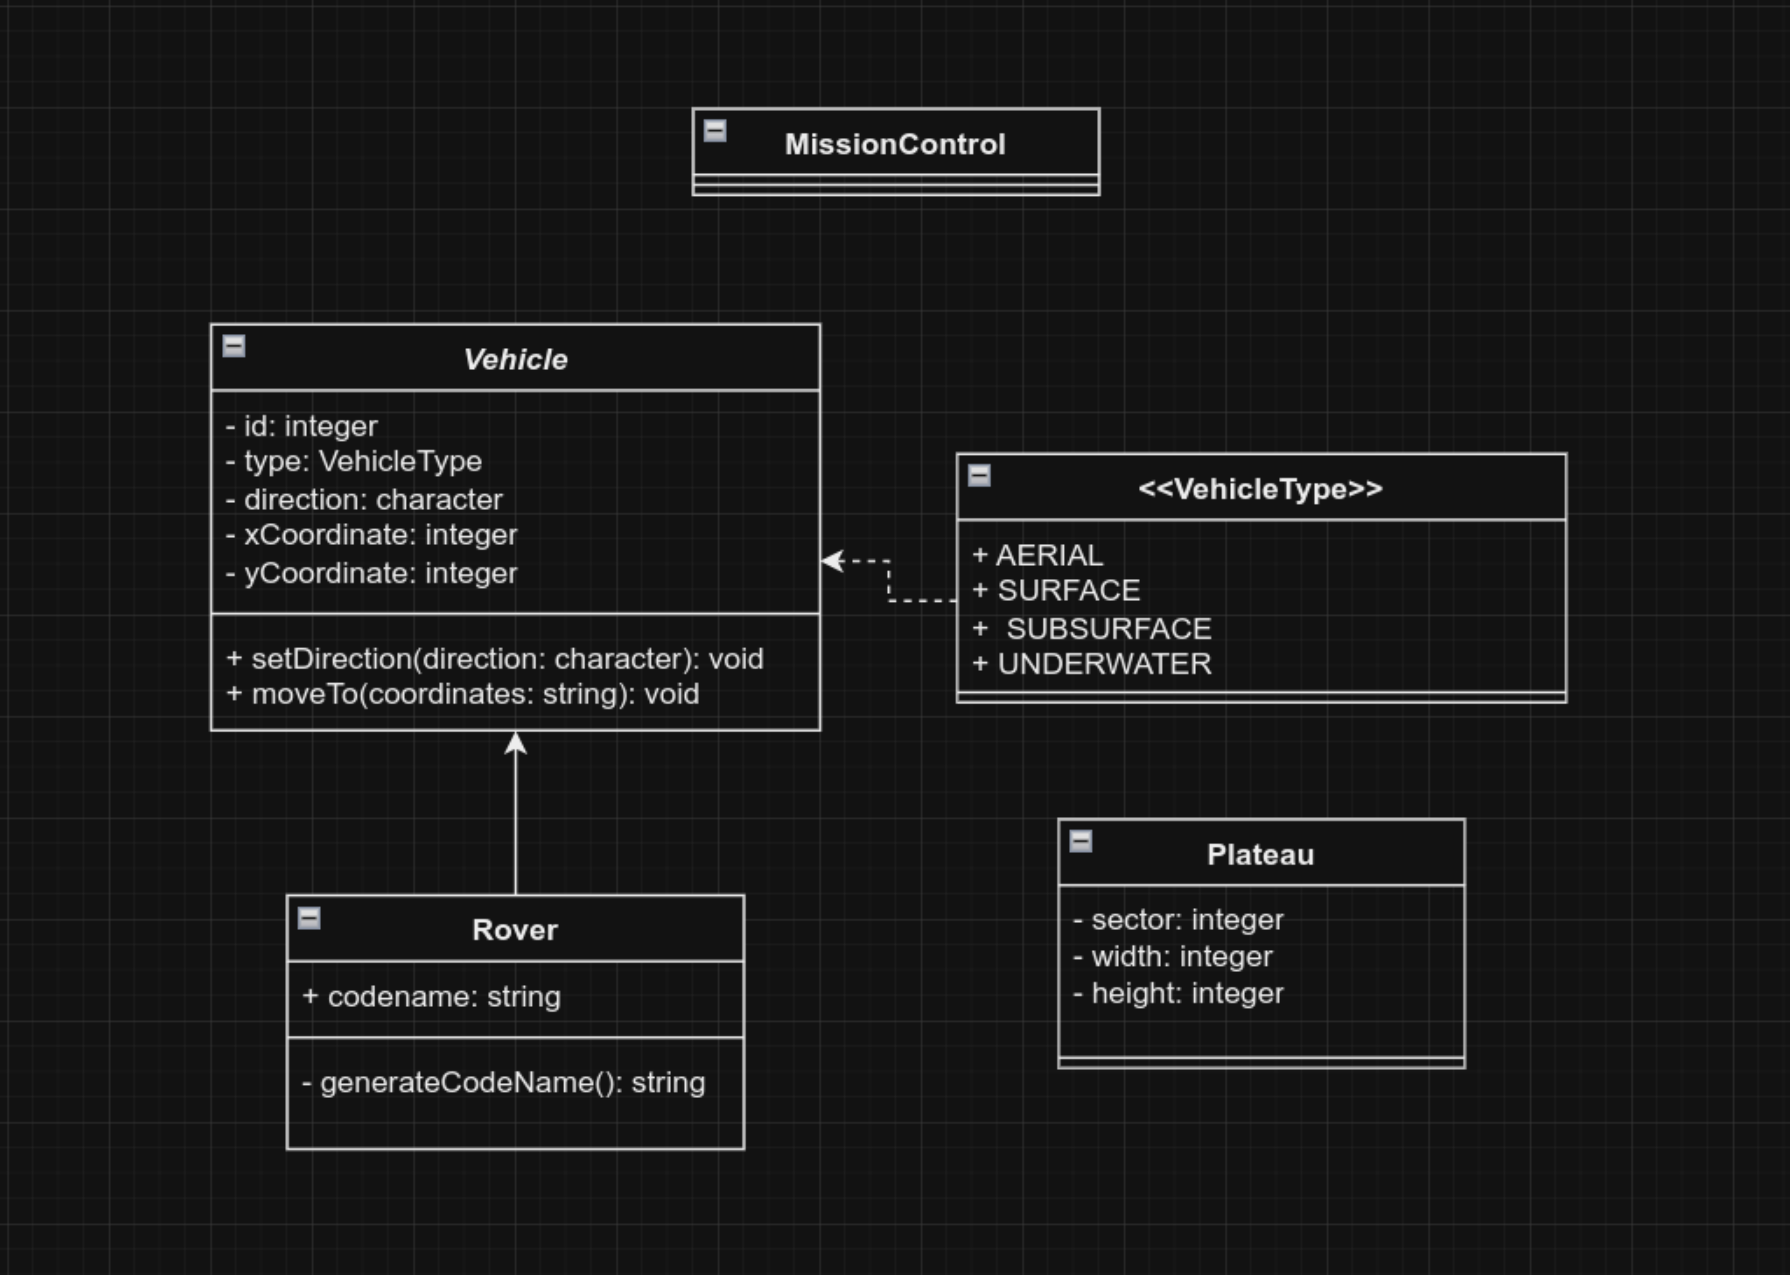 MissionControl
Vehicle
- id: integer
- type: VehicleType
- direction: character
- xCoordinate: integer
- yCoordinate: integer
+ setDirection(direction: character): void
+ moveTo(coordinates: string): void
<<VehicleType>>
+ AERIAL
+ SURFACE
+  SUBSURFACE
+ UNDERWATER
Rover
+ codename: string
- generateCodeName(): string
Plateau
- sector: integer
- width: integer
- height: integer